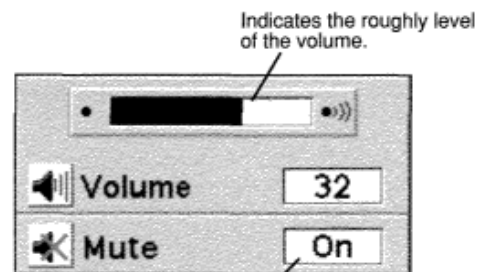 Indicates the roughly level
of the volume.
Volume 32
Mute On